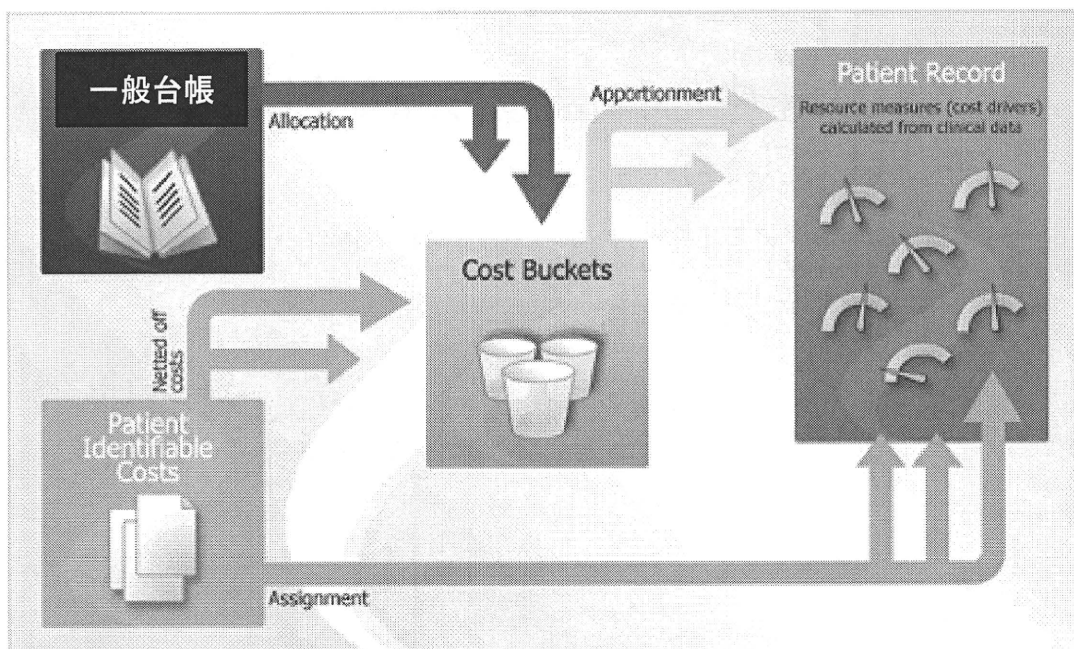 一般台帳
Allocation
Apportionment
Patient Record
Resource measures (cost drivers)
calculated from clinical data
Cost Buckets
Netted off
costs
Patient
Identifiable
Costs
Assignment